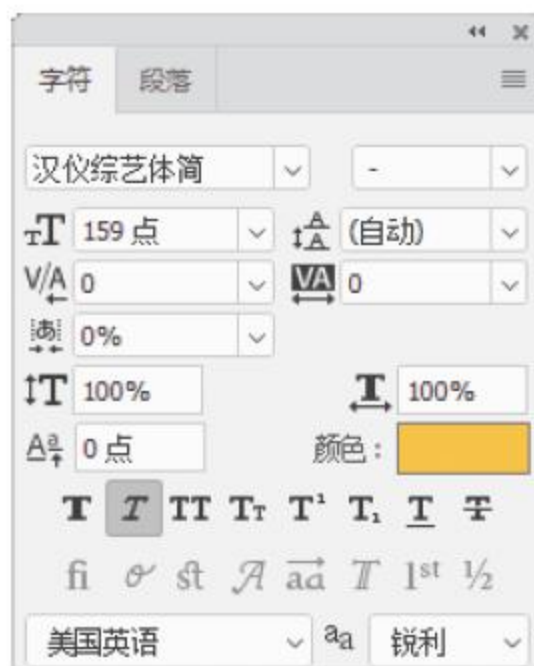 字符 段落
汉仪综艺体简 -
159 点 (自动)
V/A 0 VA 0
0%
100% 100%
0 点 颜色：
T T TT Tт T¹ T₁ T T
fi ℴ st A aa T 1st ½
美国英语 aa 锐利